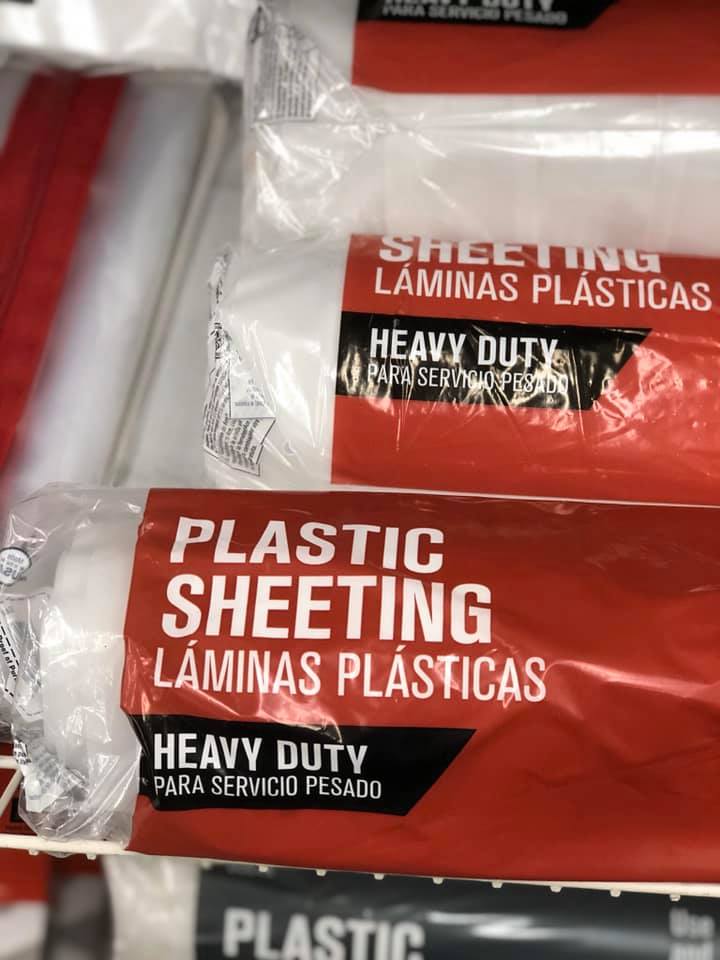 HEAVY DUTY
PARA SERVICIO PESADO
SHEETING
LÁMINAS PLÁSTICAS
HEAVY DUTY
PARA SERVICIO PESADO
PLASTIC
SHEETING
LÁMINAS PLÁSTICAS
HEAVY DUTY
PARA SERVICIO PESADO
PLASTIC
Use